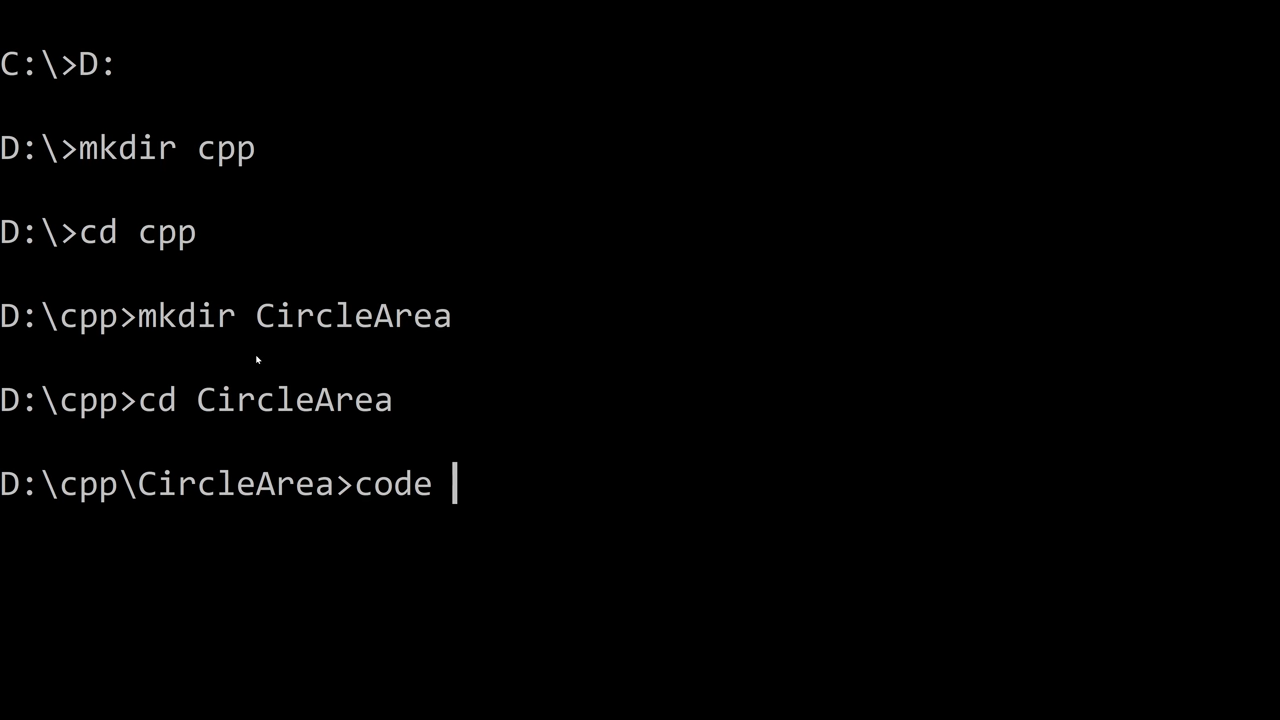 C:\>D:
D:\>mkdir cpp
D:\>cd cpp
D:\cpp>mkdir CircleArea
D:\cpp>cd CircleArea
D:\cpp\CircleArea>code